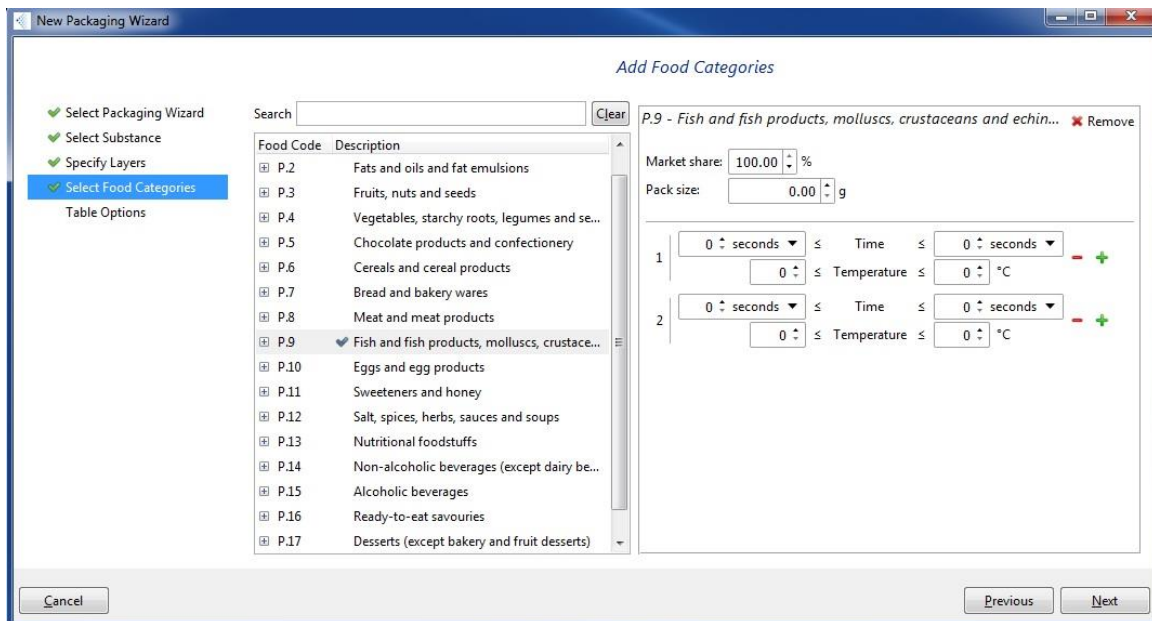 New Packaging Wizard
Add Food Categories
Select Packaging Wizard
Select Substance
Specify Layers
Select Food Categories
Table Options
Search
Clear
Food Code Description
P.2 Fats and oils and fat emulsions
P.3 Fruits, nuts and seeds
P.4 Vegetables, starchy roots, legumes and se...
P.5 Chocolate products and confectionery
P.6 Cereals and cereal products
P.7 Bread and bakery wares
P.8 Meat and meat products
P.9 Fish and fish products, molluscs, crustace...
P.10 Eggs and egg products
P.11 Sweeteners and honey
P.12 Salt, spices, herbs, sauces and soups
P.13 Nutritional foodstuffs
P.14 Non-alcoholic beverages (except dairy be...
P.15 Alcoholic beverages
P.16 Ready-to-eat savouries
P.17 Desserts (except bakery and fruit desserts)
P.9 - Fish and fish products, molluscs, crustaceans and echin... Remove
Market share: 100.00 %
Pack size: 0.00 g
1 0 seconds ≤ Time ≤ 0 seconds
0 ≤ Temperature ≤ 0 °C
2 0 seconds ≤ Time ≤ 0 seconds
0 ≤ Temperature ≤ 0 °C
Cancel
Previous
Next